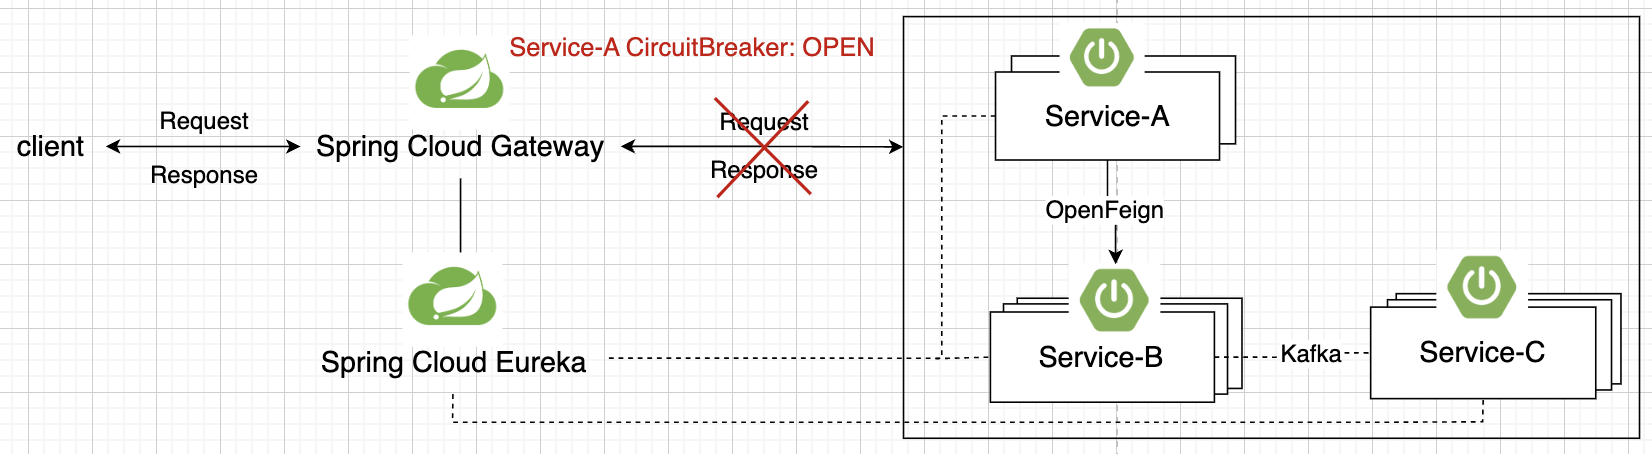 Service-A CircuitBreaker: OPEN
client
Request
Response
Spring Cloud Gateway
Request
Response
Service-A
OpenFeign
Spring Cloud Eureka
Service-B
Kafka
Service-C